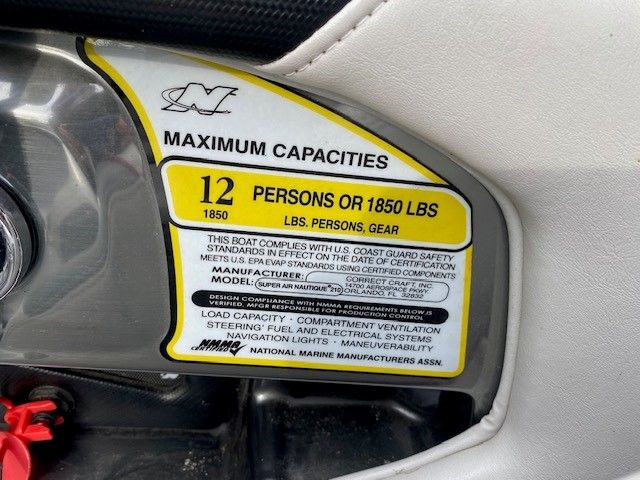 N
MAXIMUM CAPACITIES
12 PERSONS OR 1850 LBS
1850 LBS. PERSONS, GEAR
THIS BOAT COMPLIES WITH U.S. COAST GUARD SAFETY
STANDARDS IN EFFECT ON THE DATE OF CERTIFICATION
MEETS U.S. EPA EVAP STANDARDS USING CERTIFIED COMPONENTS
MANUFACTURER: CORRECT CRAFT, INC.
14700 AEROSPACE PKWY.
MODEL: SUPER AIR NAUTIQUE 210 ORLANDO, FL 32832
DESIGN COMPLIANCE WITH NMMA REQUIREMENTS BELOW IS
VERIFIED. MFGR RESPONSIBLE FOR PRODUCTION CONTROL
LOAD CAPACITY · COMPARTMENT VENTILATION
STEERING' FUEL AND ELECTRICAL SYSTEMS
NAVIGATION LIGHTS · MANEUVERABILITY
NMMA CERTIFIED NATIONAL MARINE MANUFACTURERS ASSN.